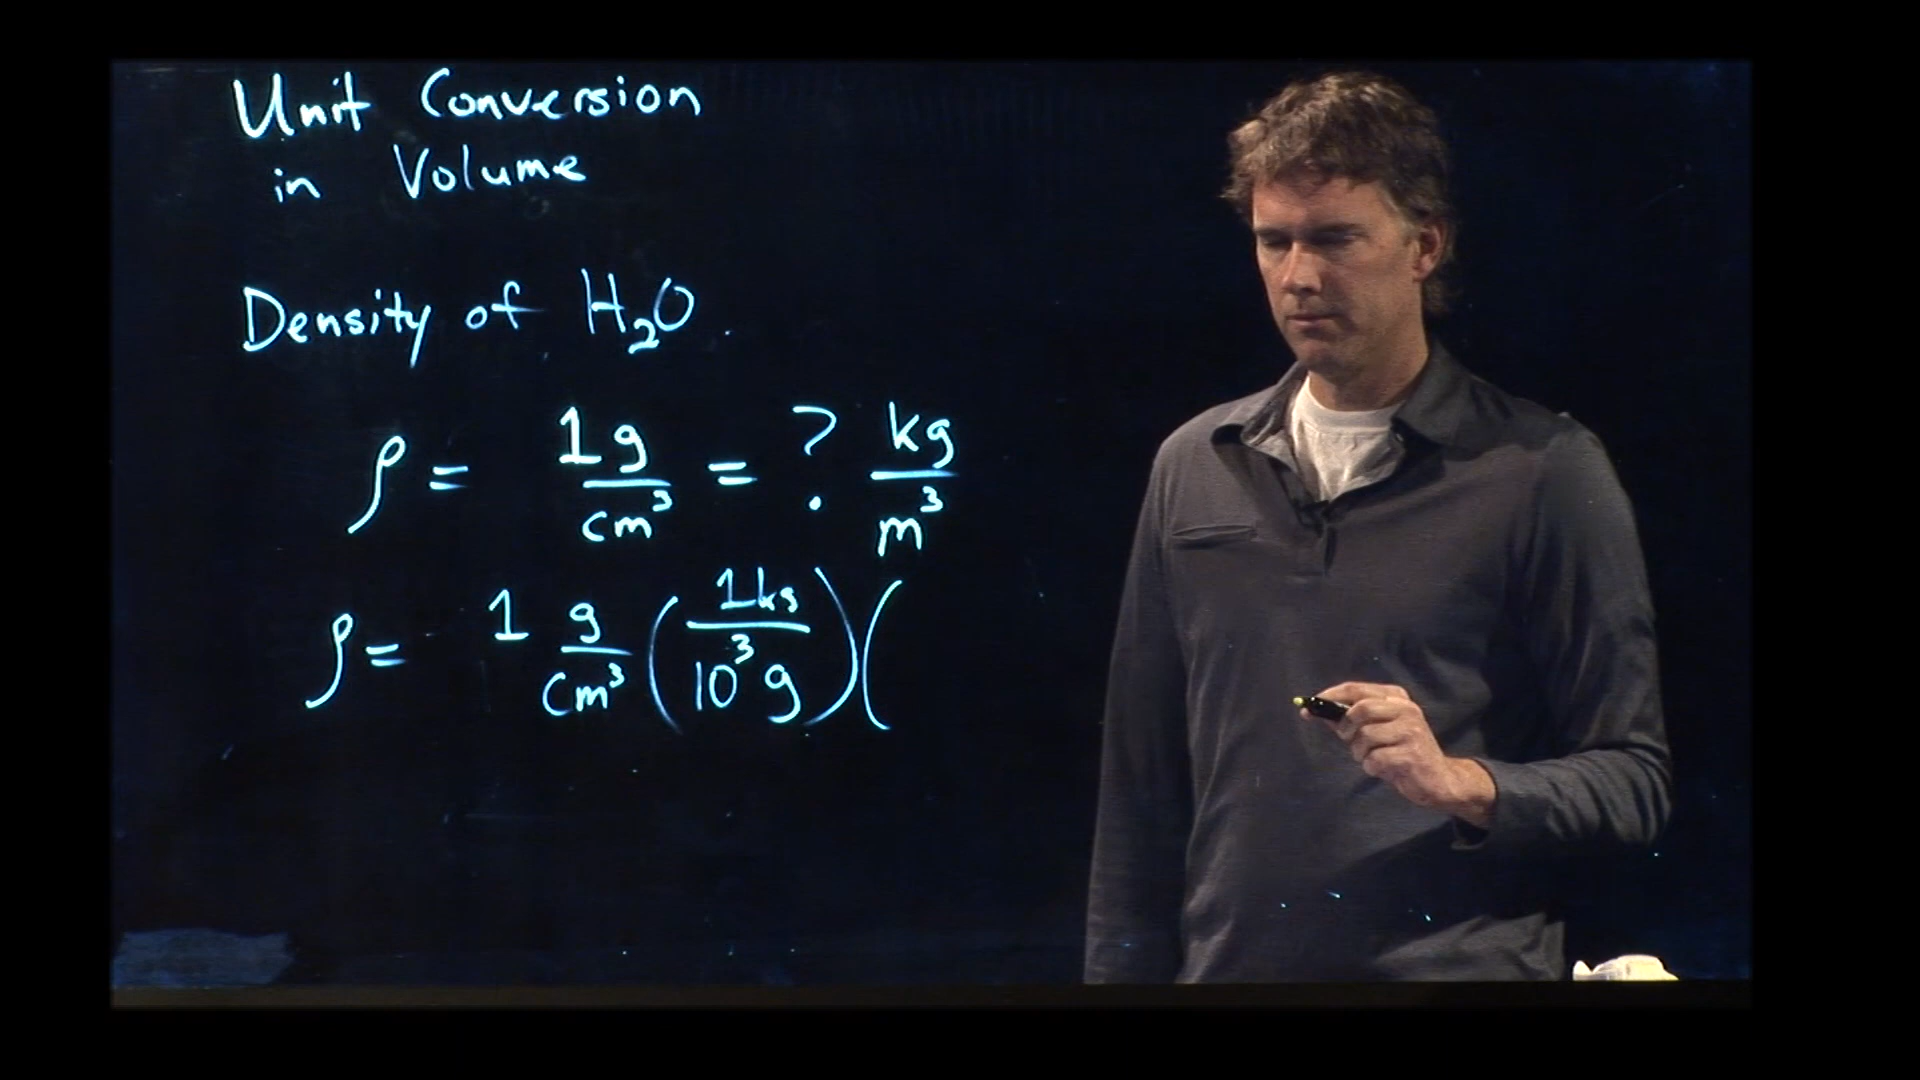 Unit Conversion
in Volume
Density of H₂O.
ρ = 1g/cm³ = ? kg/m³
ρ = 1 g/cm³ (1kg/10³g)(